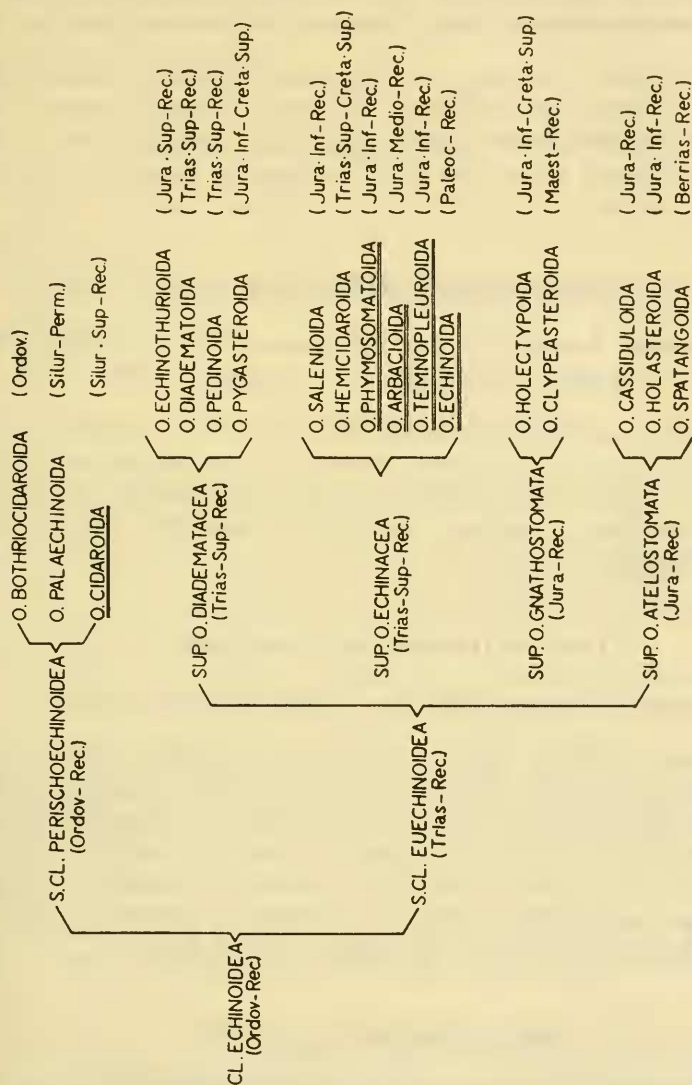 CL. ECHINOIDEA
(Ordov-Rec.)
S.CL. PERISCHOECHINOIDEA
(Ordov-Rec.)
O. BOTHRIOCIDAROIDA (Ordov.)
O. PALAECHINOIDA (Silur-Perm.)
O. CIDAROIDA (Silur·Sup-Rec.)
S.CL. EUECHINOIDEA
(Trias-Rec.)
SUP. O. DIADEMATACEA
(Trias-Sup-Rec.)
O. ECHINOTHURIOIDA (Jura·Sup-Rec.)
O. DIADEMATOIDA (Trias·Sup-Rec.)
O. PEDINOIDA (Trias·Sup-Rec.)
O. PYGASTEROIDA (Jura·Inf-Creta·Sup.)
SUP. O. ECHINACEA
(Trias-Sup-Rec.)
O. SALENIOIDA (Jura·Inf-Rec.)
O. HEMICIDAROIDA (Trias·Sup-Creta·Sup.)
O. PHYMOSOMATOIDA (Jura·Inf-Rec.)
O. ARBACIOIDA (Jura·Medio-Rec.)
O. TEMNOPLEUROIDA (Jura·Inf-Rec.)
O. ECHINOIDA (Paleoc-Rec.)
SUP. O. GNATHOSTOMATA
(Jura-Rec.)
O. HOLECTYPOIDA (Jura·Inf-Creta·Sup.)
O. CLYPEASTEROIDA (Maest-Rec.)
SUP. O. ATELOSTOMATA
(Jura-Rec.)
O. CASSIDULOIDA (Jura-Rec.)
O. HOLASTEROIDA (Jura·Inf-Rec.)
O. SPATANGOIDA (Berrias-Rec.)